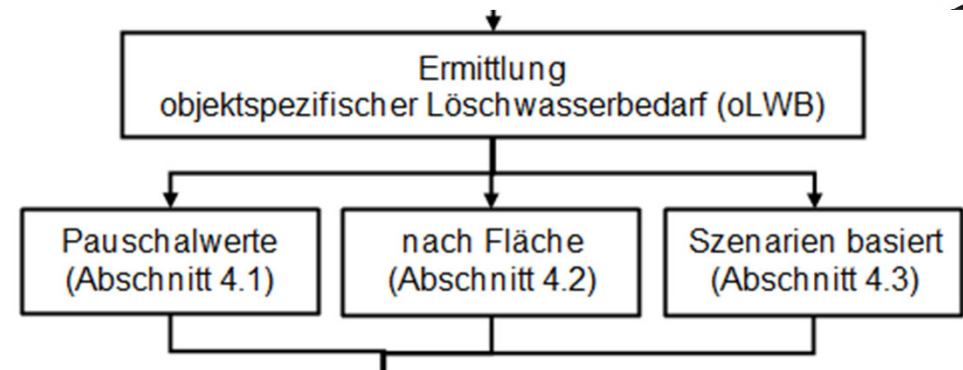 Ermittlung
objektspezifischer Löschwasserbedarf (oLWB)
Pauschalwerte
(Abschnitt 4.1)
nach Fläche
(Abschnitt 4.2)
Szenarien basiert
(Abschnitt 4.3)